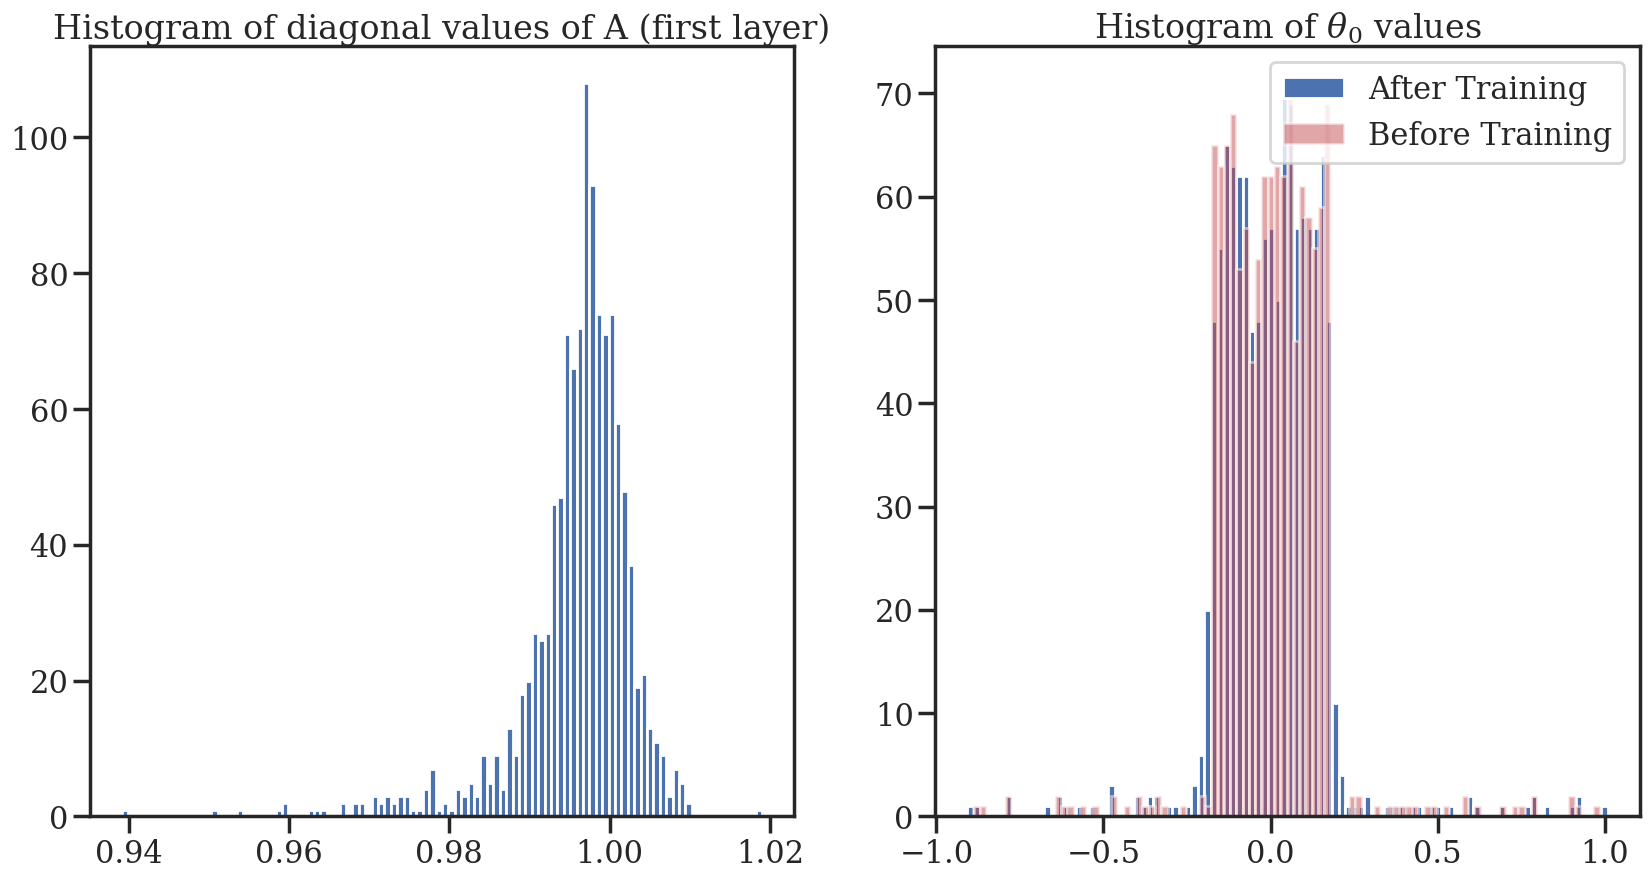 Histogram of diagonal values of A (first layer)
100
80
60
40
20
0
0.94 0.96 0.98 1.00 1.02
Histogram of θ₀ values
After Training
Before Training
70
60
50
40
30
20
10
0
−1.0 −0.5 0.0 0.5 1.0